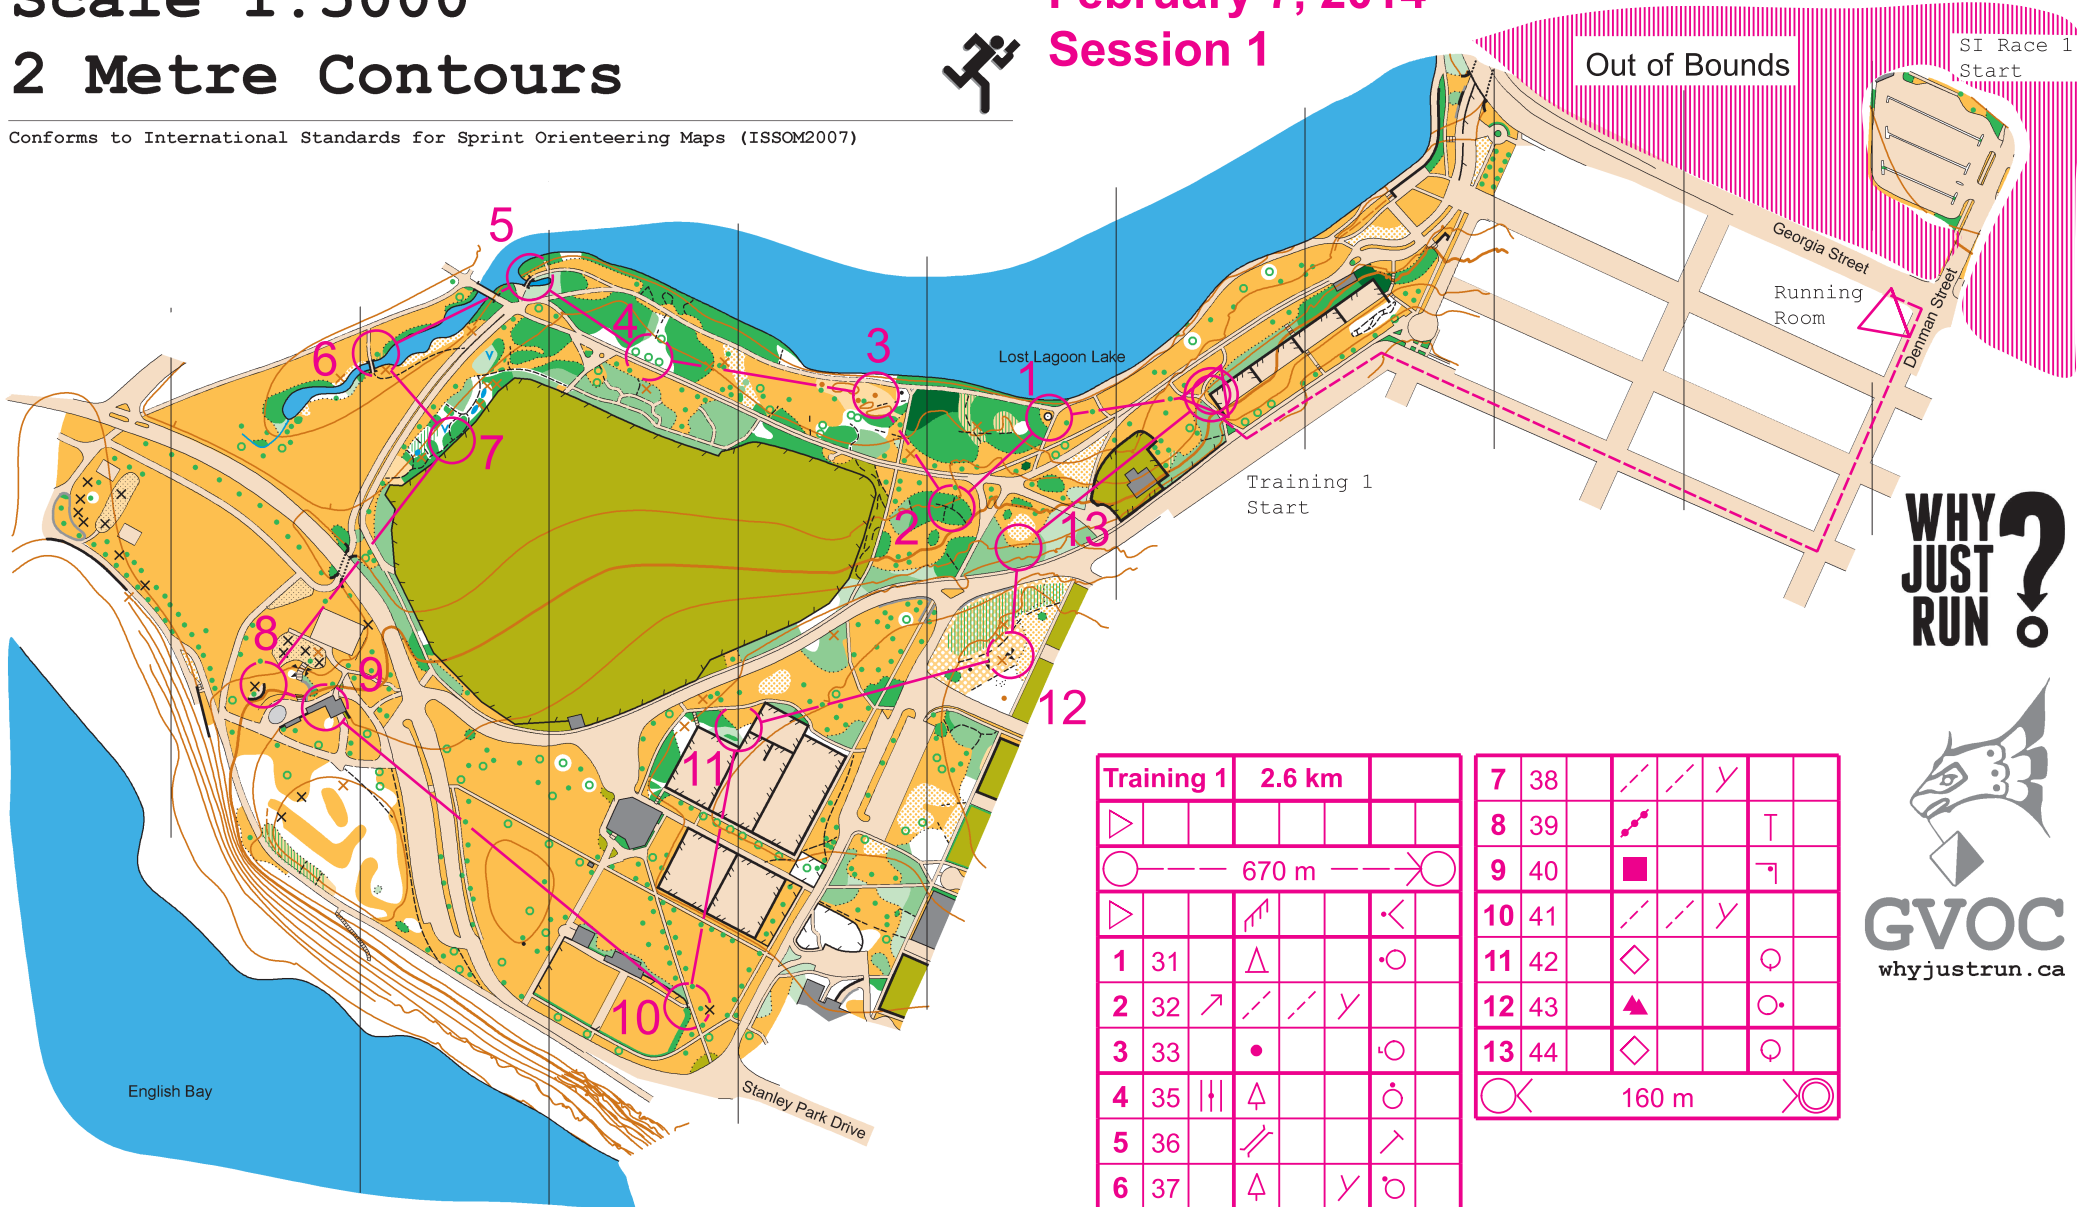 Scale 1:5000
2 Metre Contours
Conforms to International Standards for Sprint Orienteering Maps (ISSOM2007)
February 7, 2014
Session 1
Out of Bounds
SI Race 1
Start
Georgia Street
Denman Street
Running
Room
Lost Lagoon Lake
Training 1
Start
English Bay
Stanley Park Drive
1
2
3
4
5
6
7
8
9
10
11
12
13
WHY
JUST
RUN
?
GVOC
whyjustrun.ca
Training 1 2.6 km
670 m
1 31
2 32
3 33
4 35
5 36
6 37
7 38
8 39
9 40
10 41
11 42
12 43
13 44
160 m